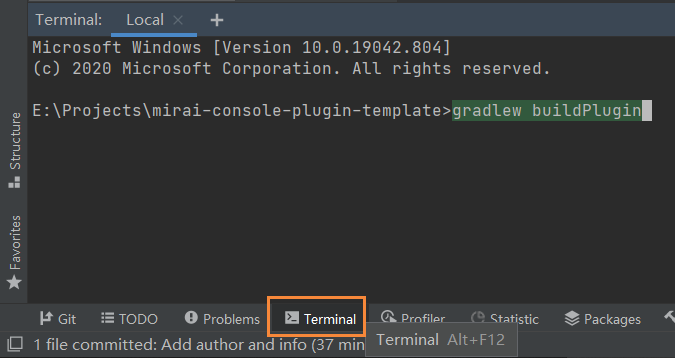 Terminal: Local × +
Microsoft Windows [Version 10.0.19042.804]
(c) 2020 Microsoft Corporation. All rights reserved.
E:\Projects\mirai-console-plugin-template>gradlew buildPlugin
Structure
Favorites
Git TODO Problems Terminal Profiler Statistic Packages
1 file committed: Add author and info (37 min
Terminal Alt+F12